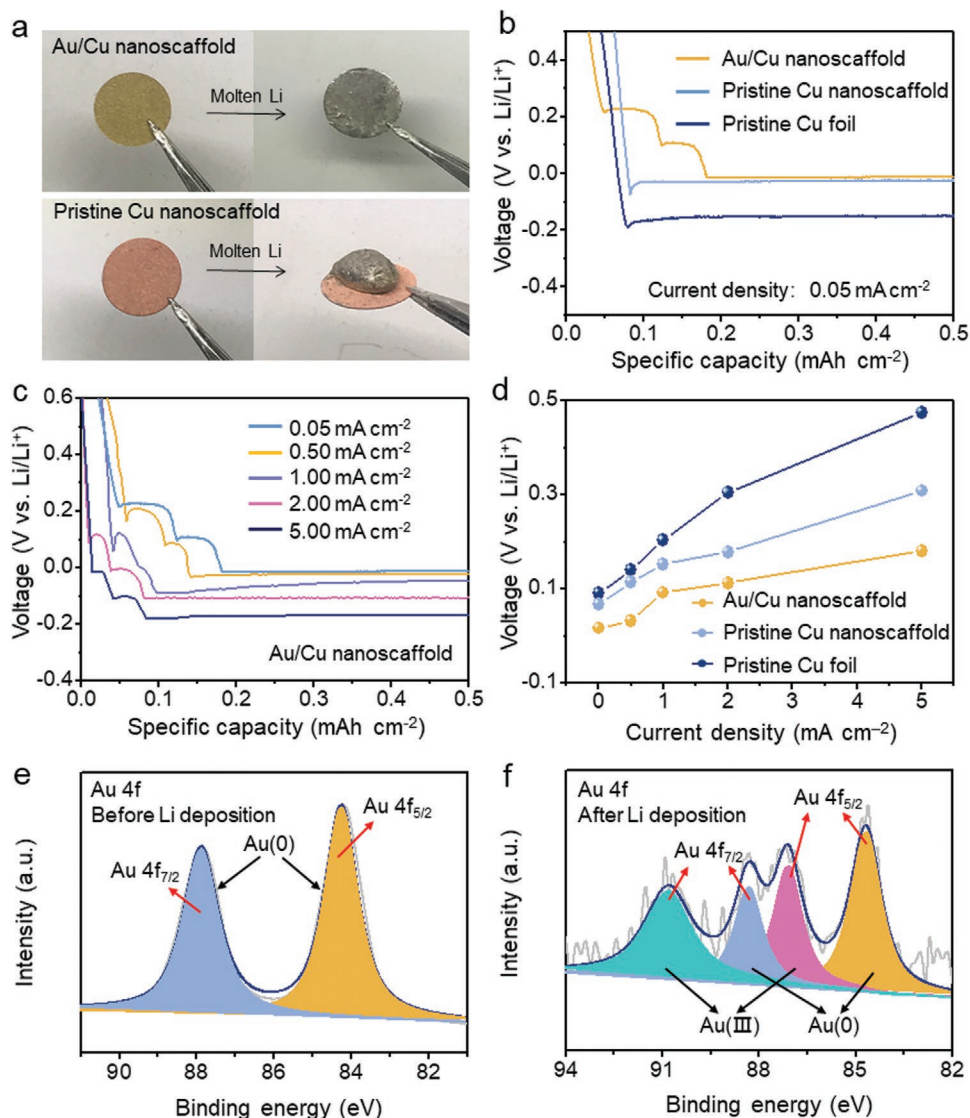 a
Au/Cu nanoscaffold
Molten Li
Pristine Cu nanoscaffold
Molten Li
b
Voltage (V vs. Li/Li⁺)
0.4
0.2
0.0
-0.2
-0.4
Au/Cu nanoscaffold
Pristine Cu nanoscaffold
Pristine Cu foil
Current density: 0.05 mA cm⁻²
0.0 0.1 0.2 0.3 0.4 0.5
Specific capacity (mAh cm⁻²)
c
Voltage (V vs. Li/Li⁺)
0.6
0.4
0.2
0.0
-0.2
-0.4
0.05 mA cm⁻²
0.50 mA cm⁻²
1.00 mA cm⁻²
2.00 mA cm⁻²
5.00 mA cm⁻²
Au/Cu nanoscaffold
0.0 0.1 0.2 0.3 0.4 0.5
Specific capacity (mAh cm⁻²)
d
Voltage (V vs. Li/Li⁺)
0.5
0.3
0.1
-0.1
Au/Cu nanoscaffold
Pristine Cu nanoscaffold
Pristine Cu foil
0 1 2 3 4 5
Current density (mA cm⁻²)
e
Au 4f
Before Li deposition
Au 4f₅/₂
Au(0)
Au 4f₇/₂
Intensity (a.u.)
90 88 86 84 82
Binding energy (eV)
f
Au 4f
After Li deposition
Au 4f₅/₂
Au 4f₇/₂
Au(III)
Au(0)
Intensity (a.u.)
94 91 88 85 82
Binding energy (eV)